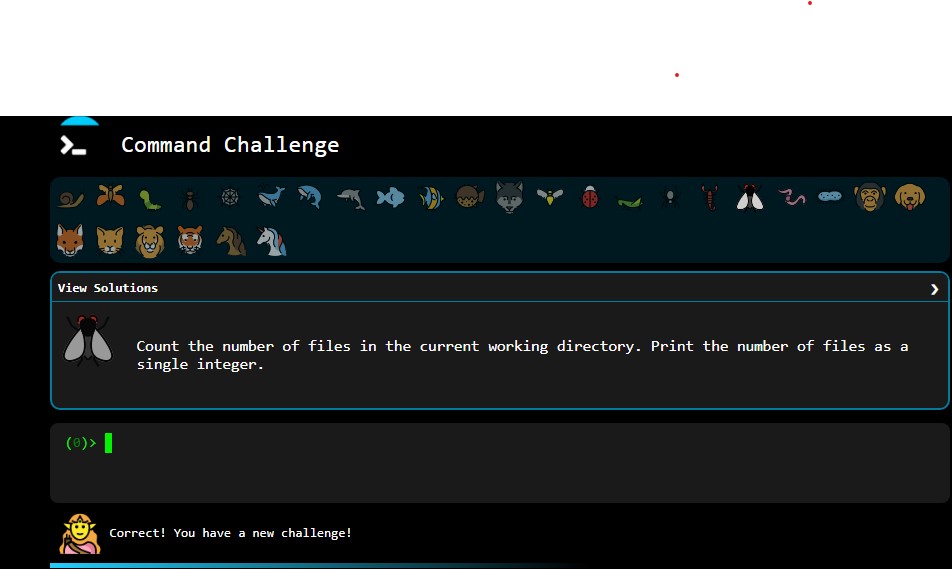 Command Challenge
View Solutions
Count the number of files in the current working directory. Print the number of files as a
single integer.
(0)>
Correct! You have a new challenge!